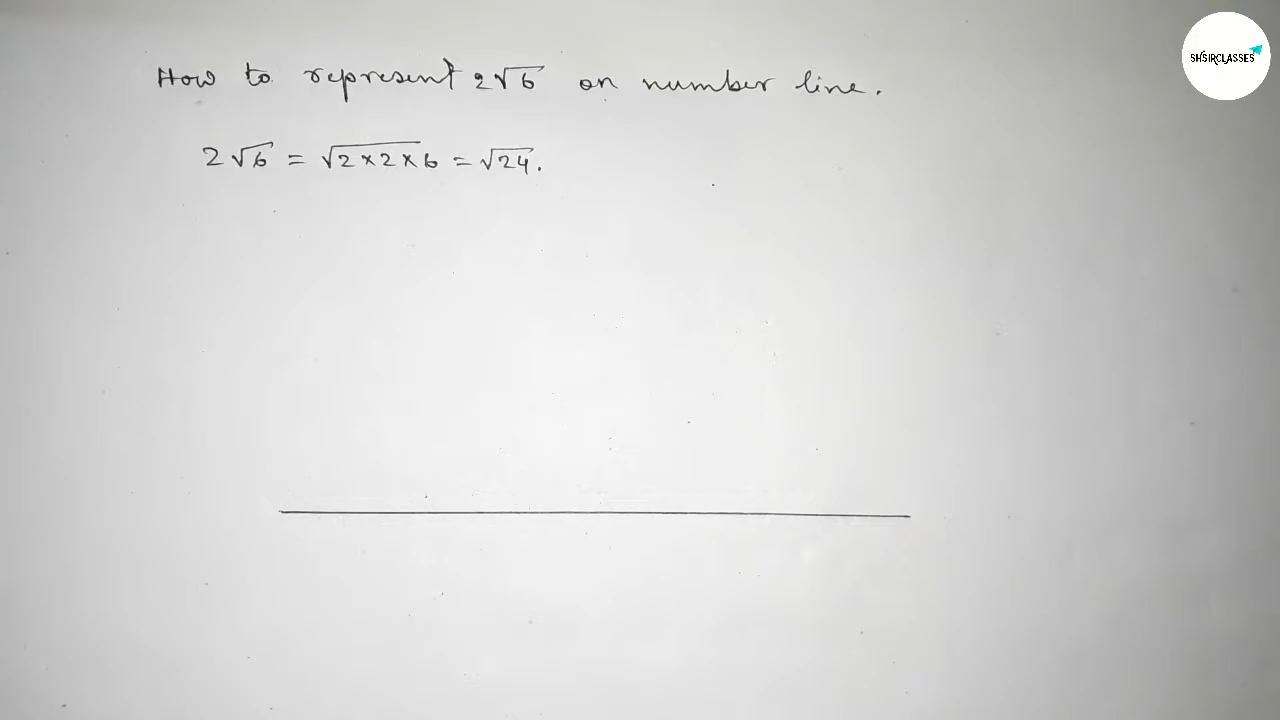 How to represent 2√6 on number line.
2√6 = √2×2×6 = √24.
SHSIRCLASSES